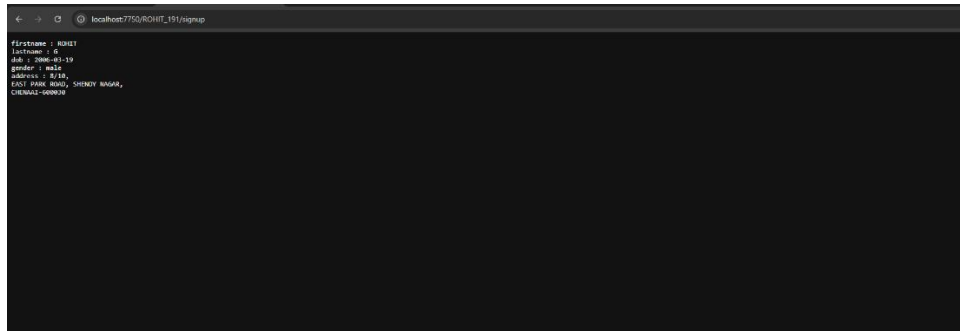 localhost:7750/ROHIT_191/signup
firstname : ROHIT
lastname : G
dob : 2006-03-19
gender : male
address : 8/10,
EAST PARK ROAD, SHENOY NAGAR,
CHENAAI-600030